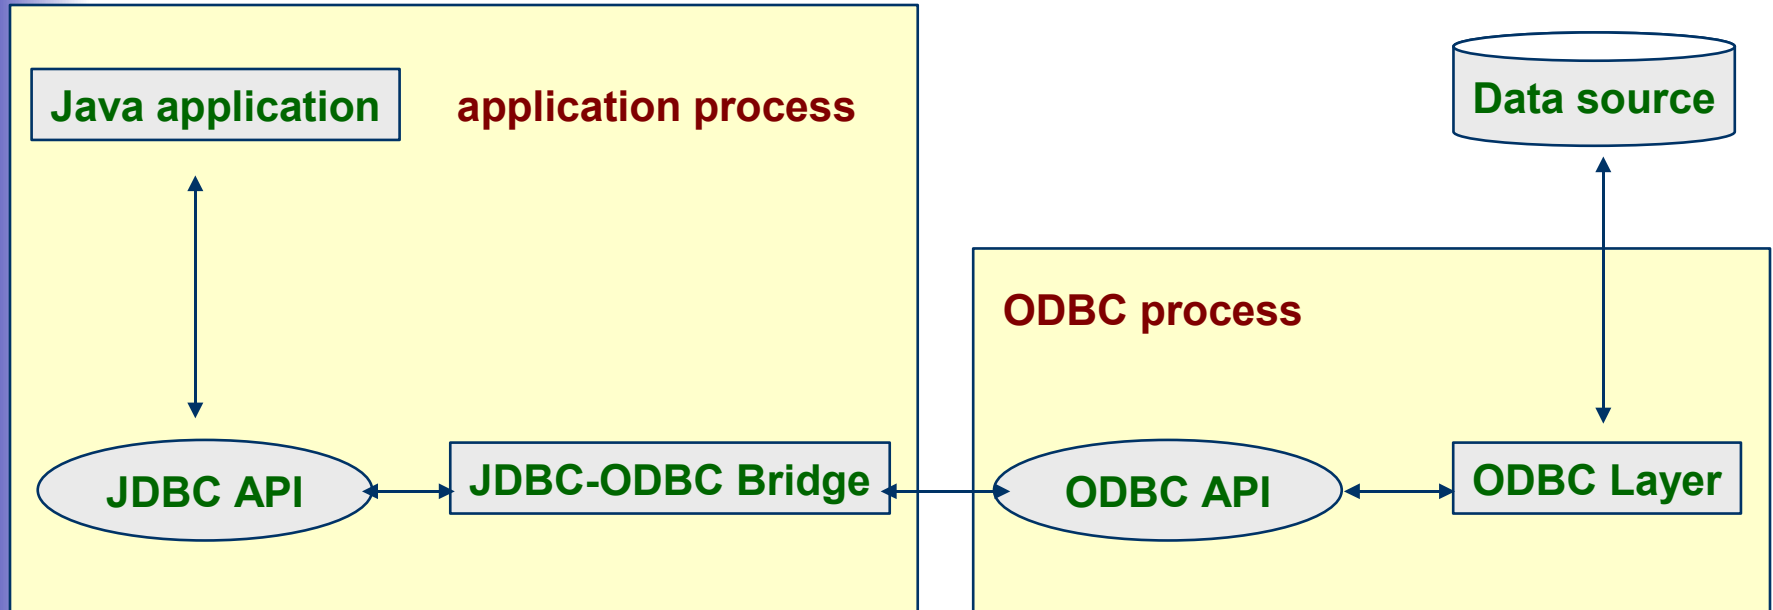 Java application
application process
Data source
ODBC process
JDBC API
JDBC-ODBC Bridge
ODBC API
ODBC Layer